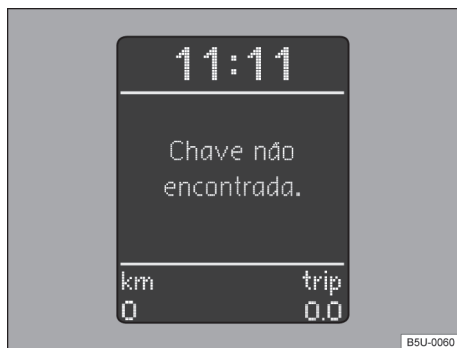 11:11
Chave não
encontrada.
km trip
0 0.0
B5U-0060